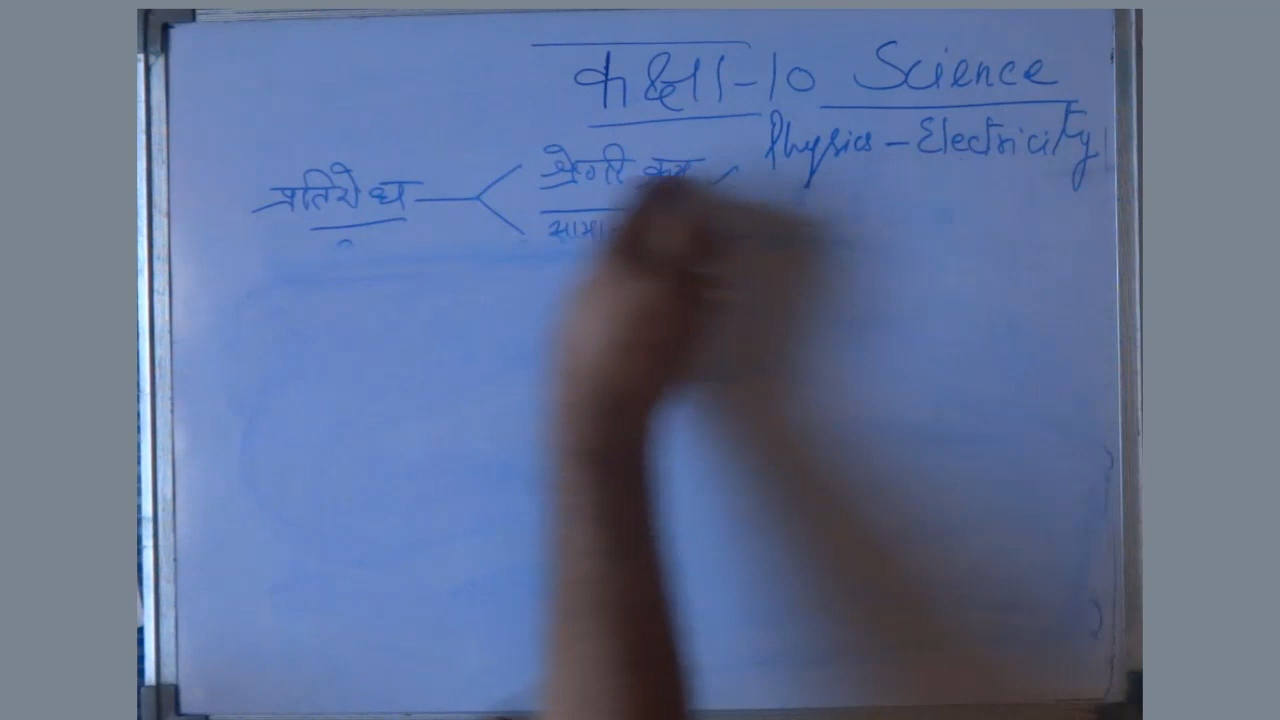 कक्षा-10 Science
Physics - Electricity
प्रतिरोध
श्रेणी क्रम